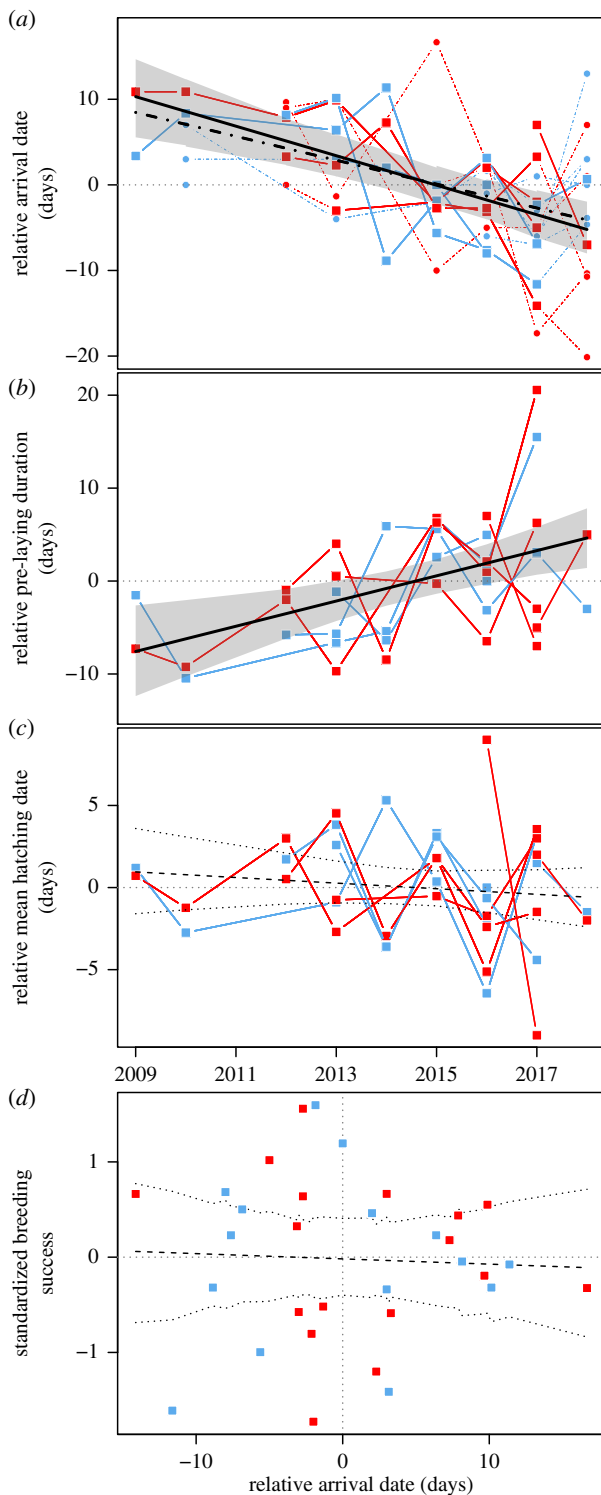 (a)
10
0
−10
−20
relative arrival date
(days)
(b)
20
10
0
−10
relative pre-laying duration
(days)
(c)
5
0
−5
relative mean hatching date
(days)
2009 2011 2013 2015 2017
(d)
1
0
−1
standardized breeding
success
−10 0 10
relative arrival date (days)